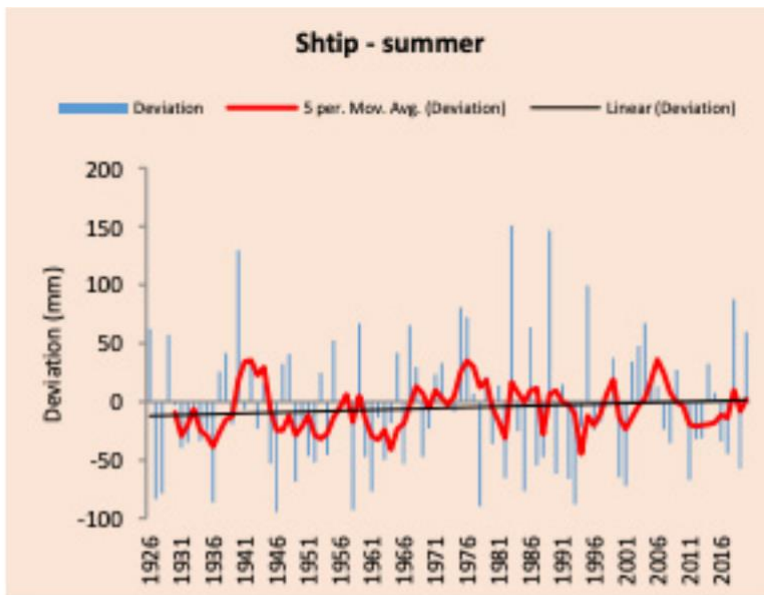 Shtip - summer
Deviation 5 per. Mov. Avg. (Deviation) Linear (Deviation)
Deviation (mm)
200
150
100
50
0
-50
-100
1926 1931 1936 1941 1946 1951 1956 1961 1966 1971 1976 1981 1986 1991 1996 2001 2006 2011 2016